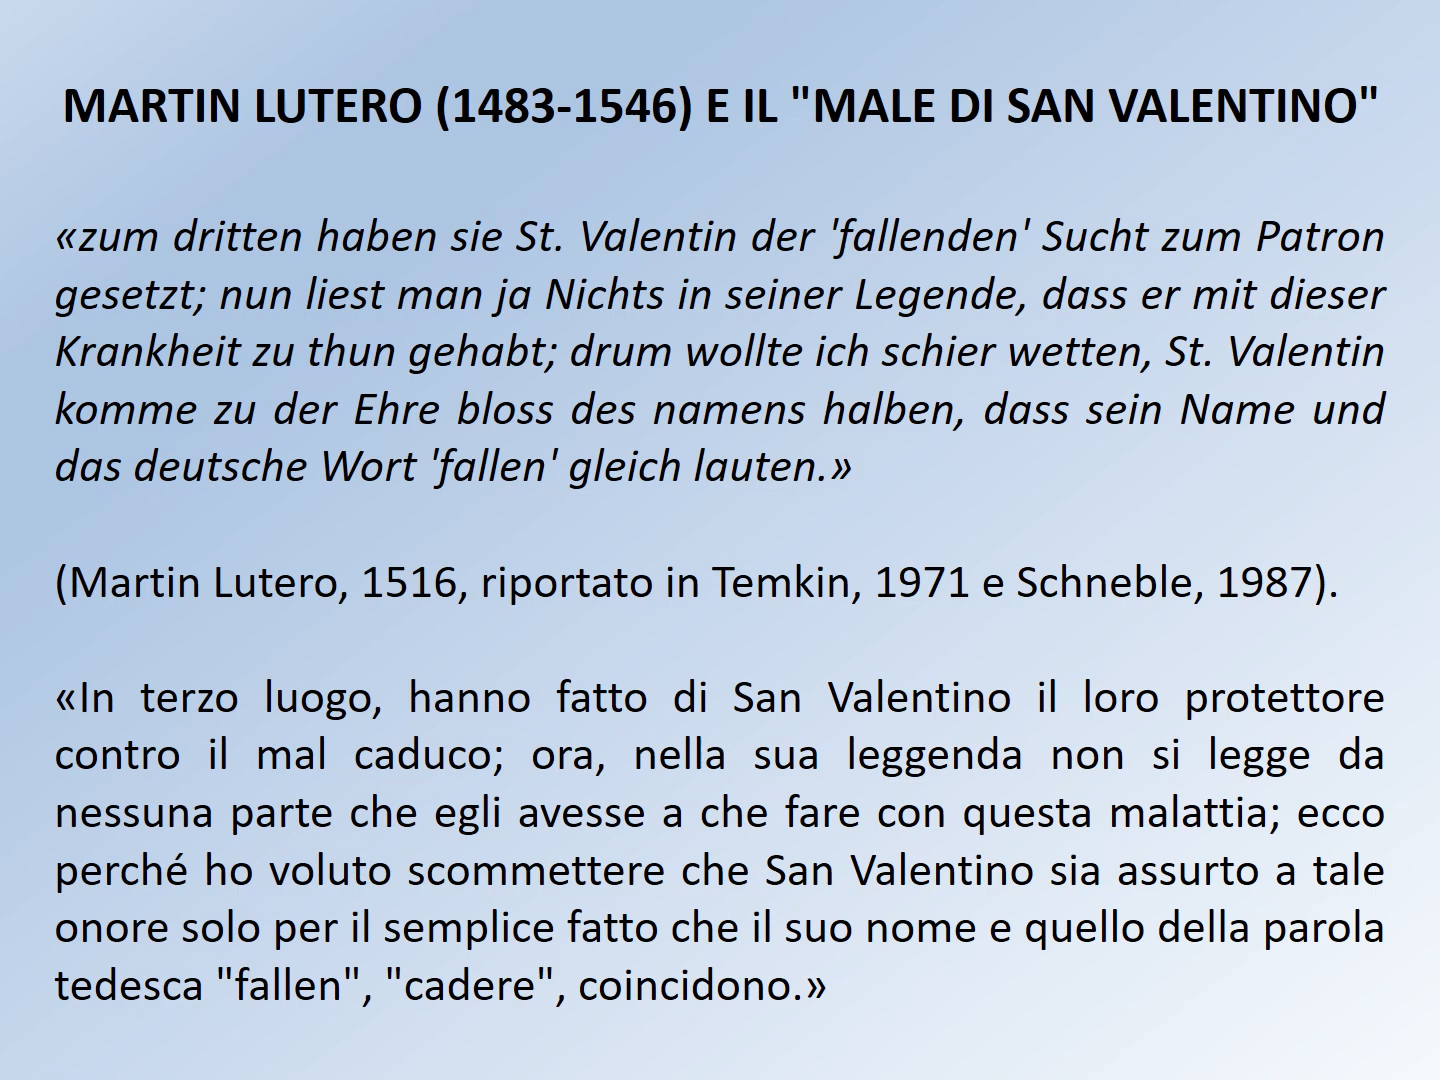 MARTIN LUTERO (1483-1546) E IL "MALE DI SAN VALENTINO"
«zum dritten haben sie St. Valentin der 'fallenden' Sucht zum Patron
gesetzt; nun liest man ja Nichts in seiner Legende, dass er mit dieser
Krankheit zu thun gehabt; drum wollte ich schier wetten, St. Valentin
komme zu der Ehre bloss des namens halben, dass sein Name und
das deutsche Wort 'fallen' gleich lauten.»
(Martin Lutero, 1516, riportato in Temkin, 1971 e Schneble, 1987).
«In terzo luogo, hanno fatto di San Valentino il loro protettore
contro il mal caduco; ora, nella sua leggenda non si legge da
nessuna parte che egli avesse a che fare con questa malattia; ecco
perché ho voluto scommettere che San Valentino sia assurto a tale
onore solo per il semplice fatto che il suo nome e quello della parola
tedesca "fallen", "cadere", coincidono.»